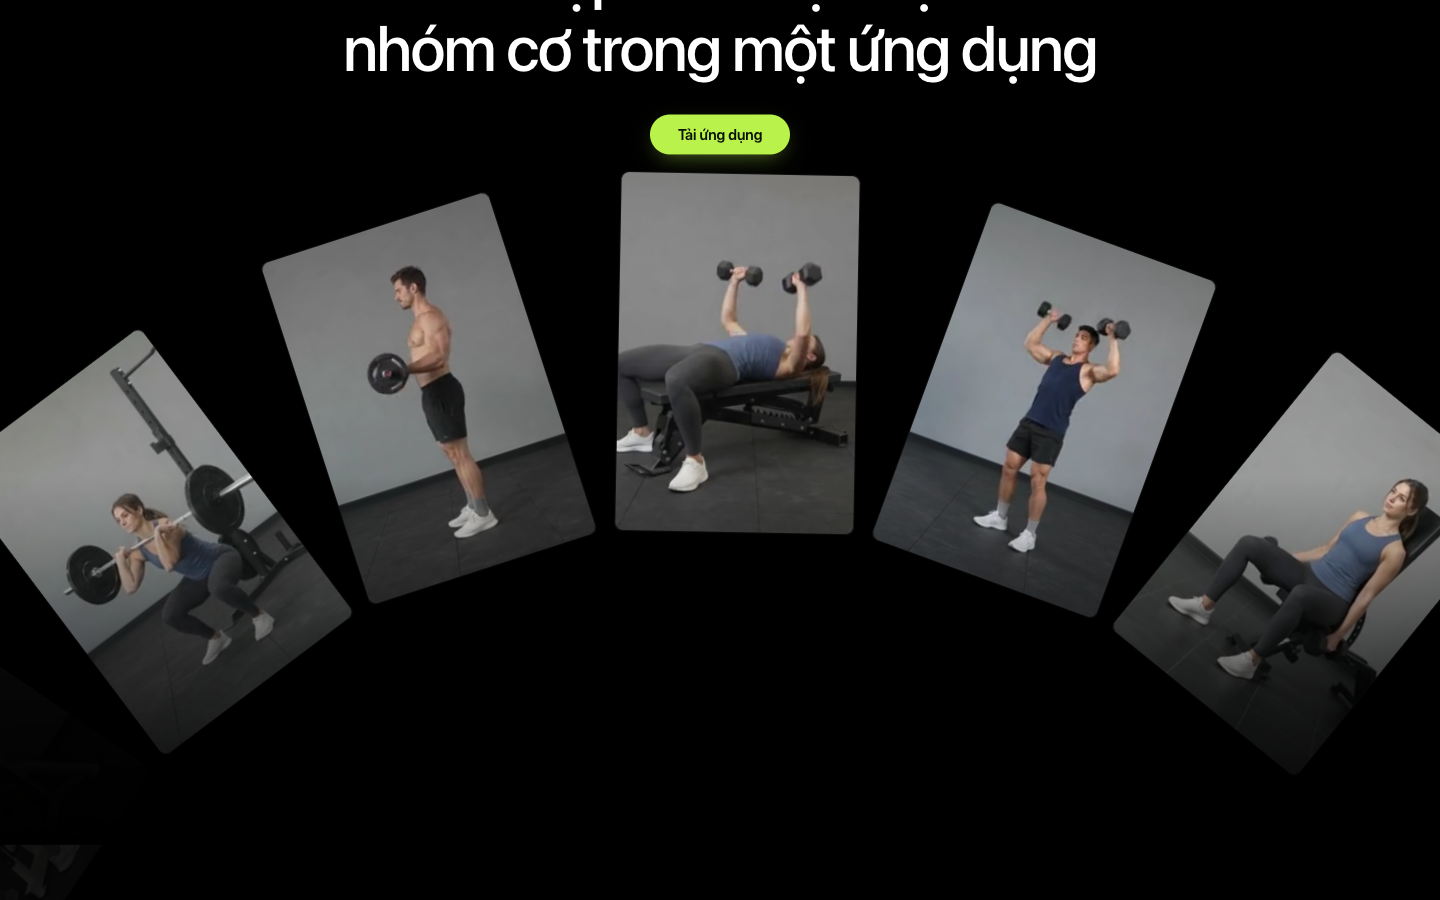 nhóm cơ trong một ứng dụng
Tải ứng dụng